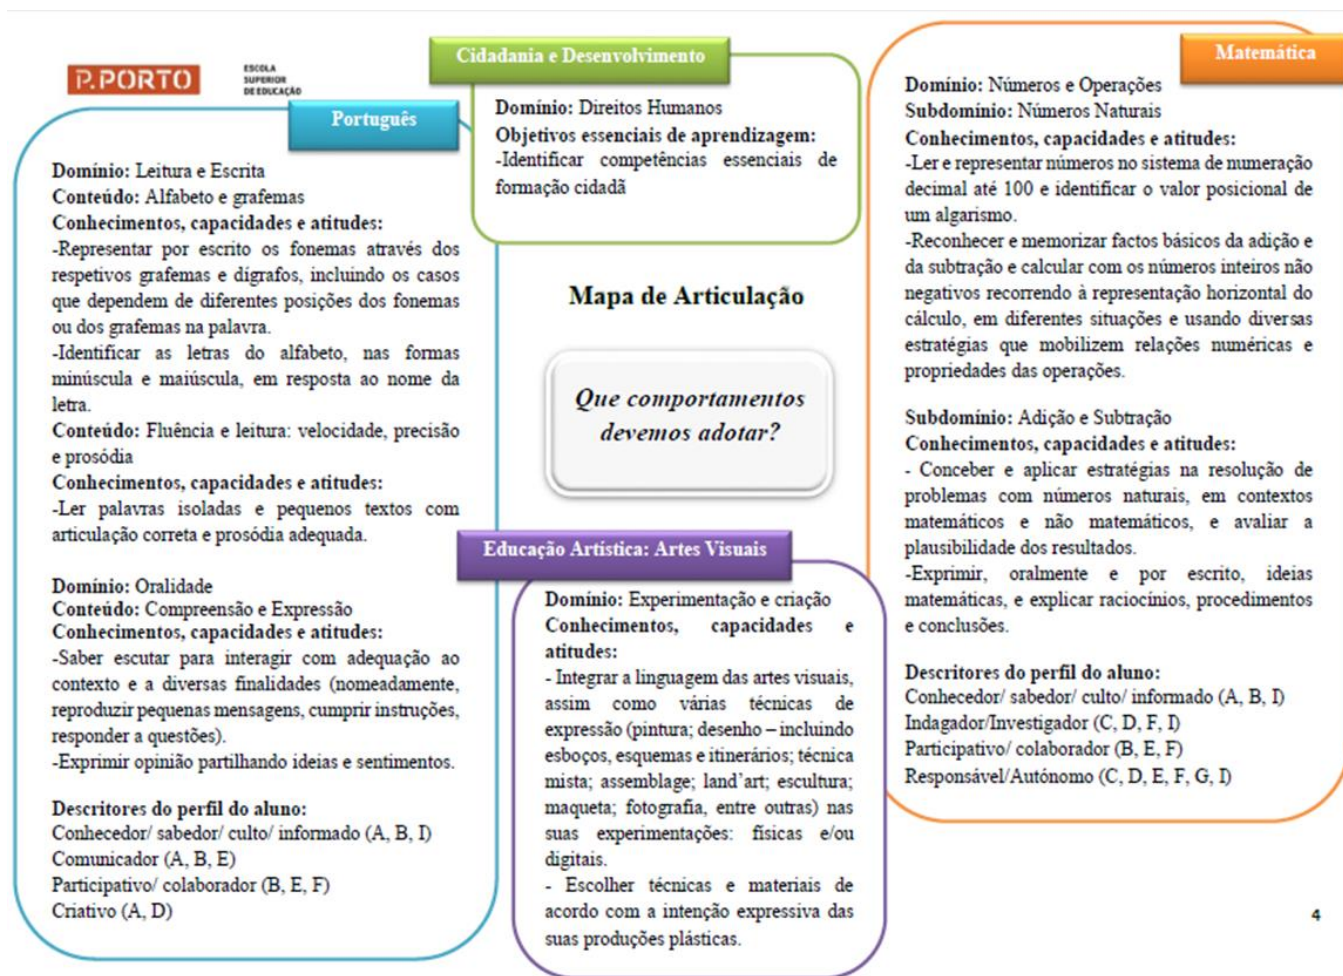 P.PORTO
ESCOLA
SUPERIOR
DE EDUCAÇÃO
Português
Domínio: Leitura e Escrita
Conteúdo: Alfabeto e grafemas
Conhecimentos, capacidades e atitudes:
-Representar por escrito os fonemas através dos
respetivos grafemas e dígrafos, incluindo os casos
que dependem de diferentes posições dos fonemas
ou dos grafemas na palavra.
-Identificar as letras do alfabeto, nas formas
minúscula e maiúscula, em resposta ao nome da
letra.
Conteúdo: Fluência e leitura: velocidade, precisão
e prosódia
Conhecimentos, capacidades e atitudes:
-Ler palavras isoladas e pequenos textos com
articulação correta e prosódia adequada.
Domínio: Oralidade
Conteúdo: Compreensão e Expressão
Conhecimentos, capacidades e atitudes:
-Saber escutar para interagir com adequação ao
contexto e a diversas finalidades (nomeadamente,
reproduzir pequenas mensagens, cumprir instruções,
responder a questões).
-Exprimir opinião partilhando ideias e sentimentos.
Descritores do perfil do aluno:
Conhecedor/ sabedor/ culto/ informado (A, B, I)
Comunicador (A, B, E)
Participativo/ colaborador (B, E, F)
Criativo (A, D)
Cidadania e Desenvolvimento
Domínio: Direitos Humanos
Objetivos essenciais de aprendizagem:
-Identificar competências essenciais de
formação cidadã
Mapa de Articulação
Que comportamentos
devemos adotar?
Educação Artística: Artes Visuais
Domínio: Experimentação e criação
Conhecimentos, capacidades e
atitudes:
- Integrar a linguagem das artes visuais,
assim como várias técnicas de
expressão (pintura; desenho – incluindo
esboços, esquemas e itinerários; técnica
mista; assemblage; land’art; escultura;
maqueta; fotografia, entre outras) nas
suas experimentações: físicas e/ou
digitais.
- Escolher técnicas e materiais de
acordo com a intenção expressiva das
suas produções plásticas.
Matemática
Domínio: Números e Operações
Subdomínio: Números Naturais
Conhecimentos, capacidades e atitudes:
-Ler e representar números no sistema de numeração
decimal até 100 e identificar o valor posicional de
um algarismo.
-Reconhecer e memorizar factos básicos da adição e
da subtração e calcular com os números inteiros não
negativos recorrendo à representação horizontal do
cálculo, em diferentes situações e usando diversas
estratégias que mobilizem relações numéricas e
propriedades das operações.
Subdomínio: Adição e Subtração
Conhecimentos, capacidades e atitudes:
- Conceber e aplicar estratégias na resolução de
problemas com números naturais, em contextos
matemáticos e não matemáticos, e avaliar a
plausibilidade dos resultados.
-Exprimir, oralmente e por escrito, ideias
matemáticas, e explicar raciocínios, procedimentos
e conclusões.
Descritores do perfil do aluno:
Conhecedor/ sabedor/ culto/ informado (A, B, I)
Indagador/Investigador (C, D, F, I)
Participativo/ colaborador (B, E, F)
Responsável/Autónomo (C, D, E, F, G, I)
4